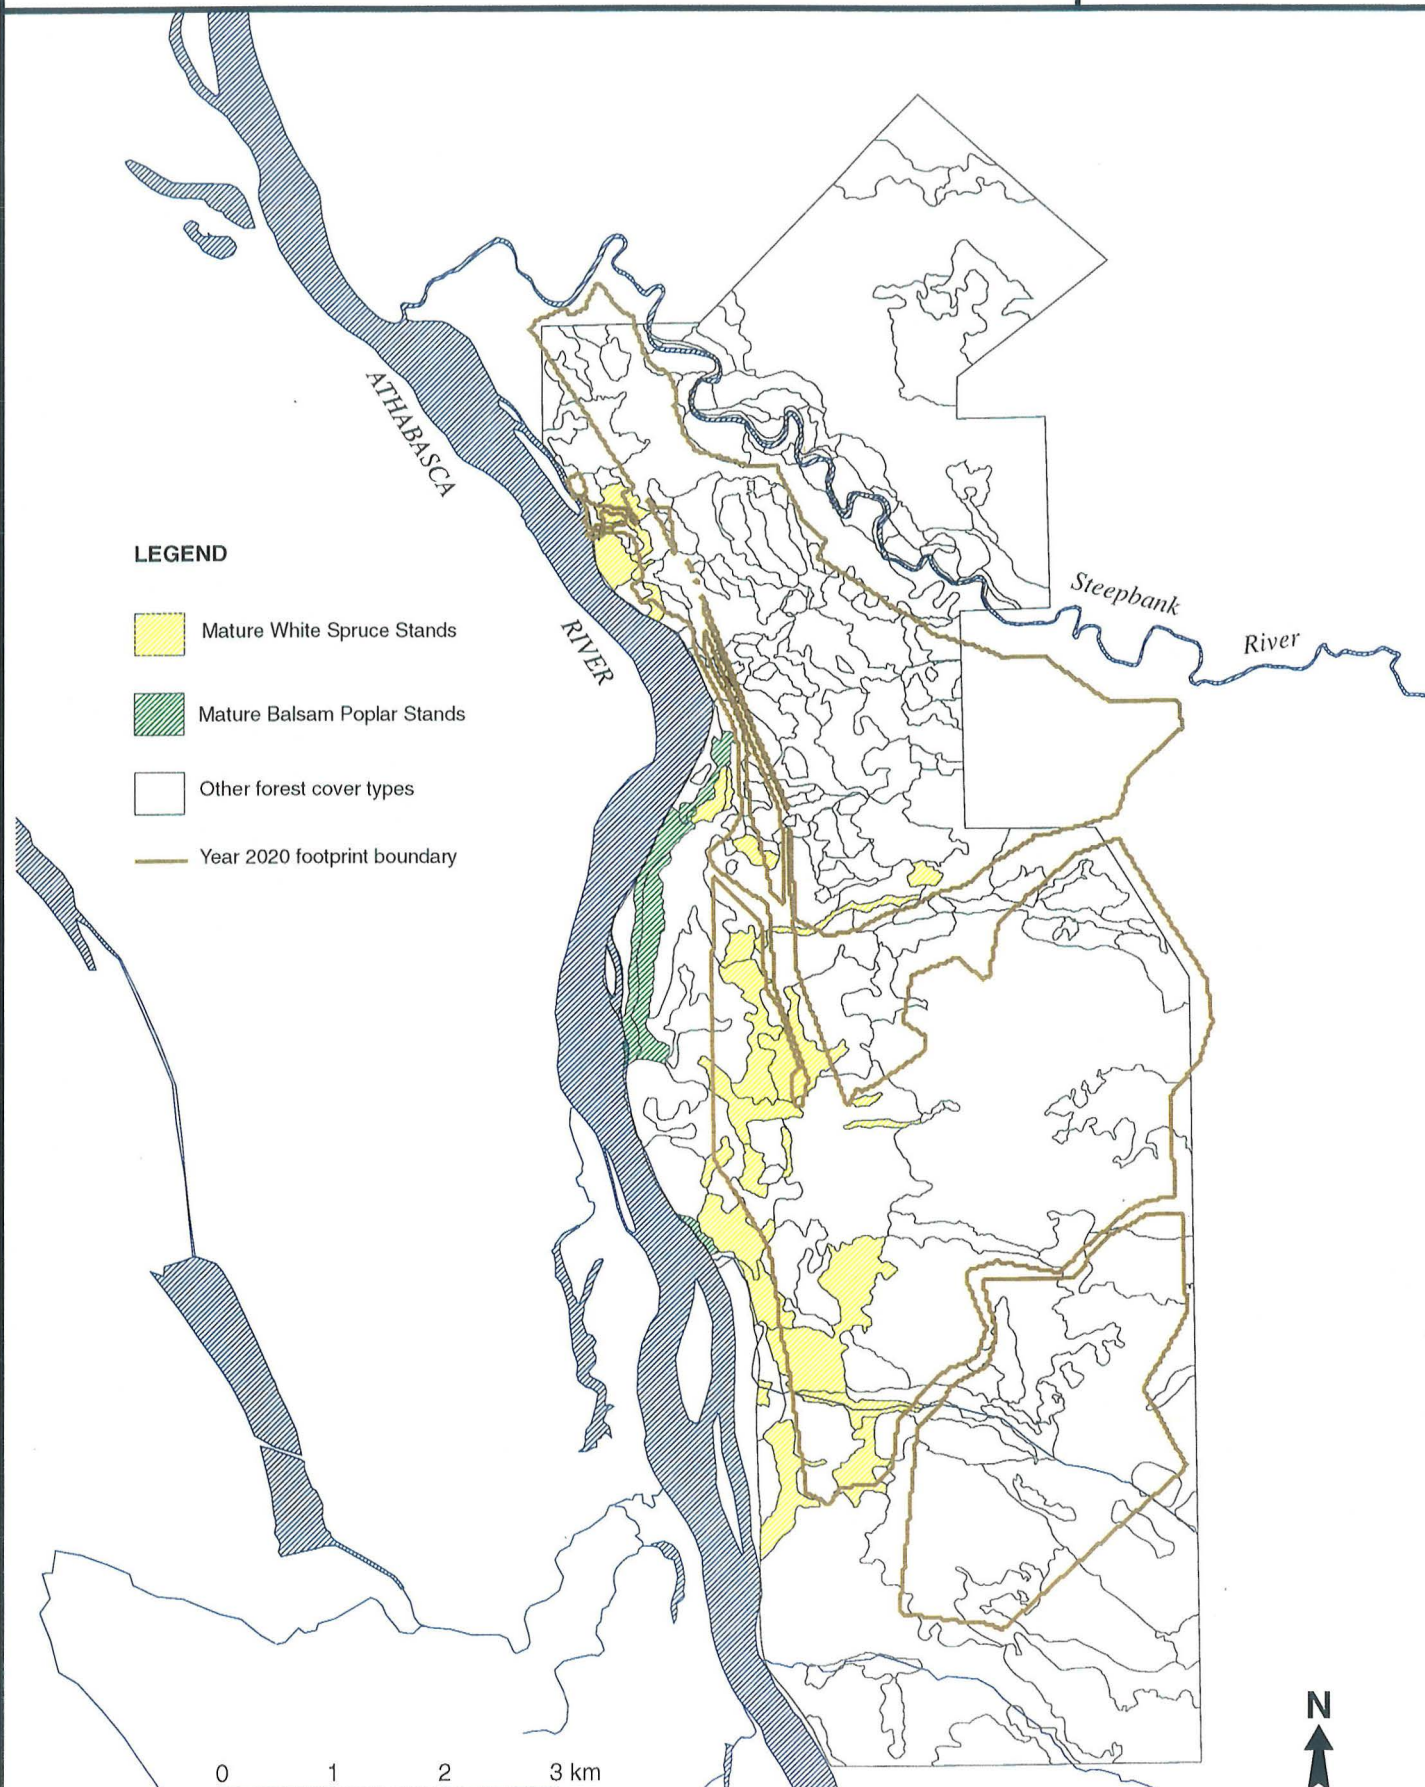 ATHABASCA
RIVER
Steepbank
River
LEGEND
Mature White Spruce Stands
Mature Balsam Poplar Stands
Other forest cover types
Year 2020 footprint boundary
N
0 1 2 3 km